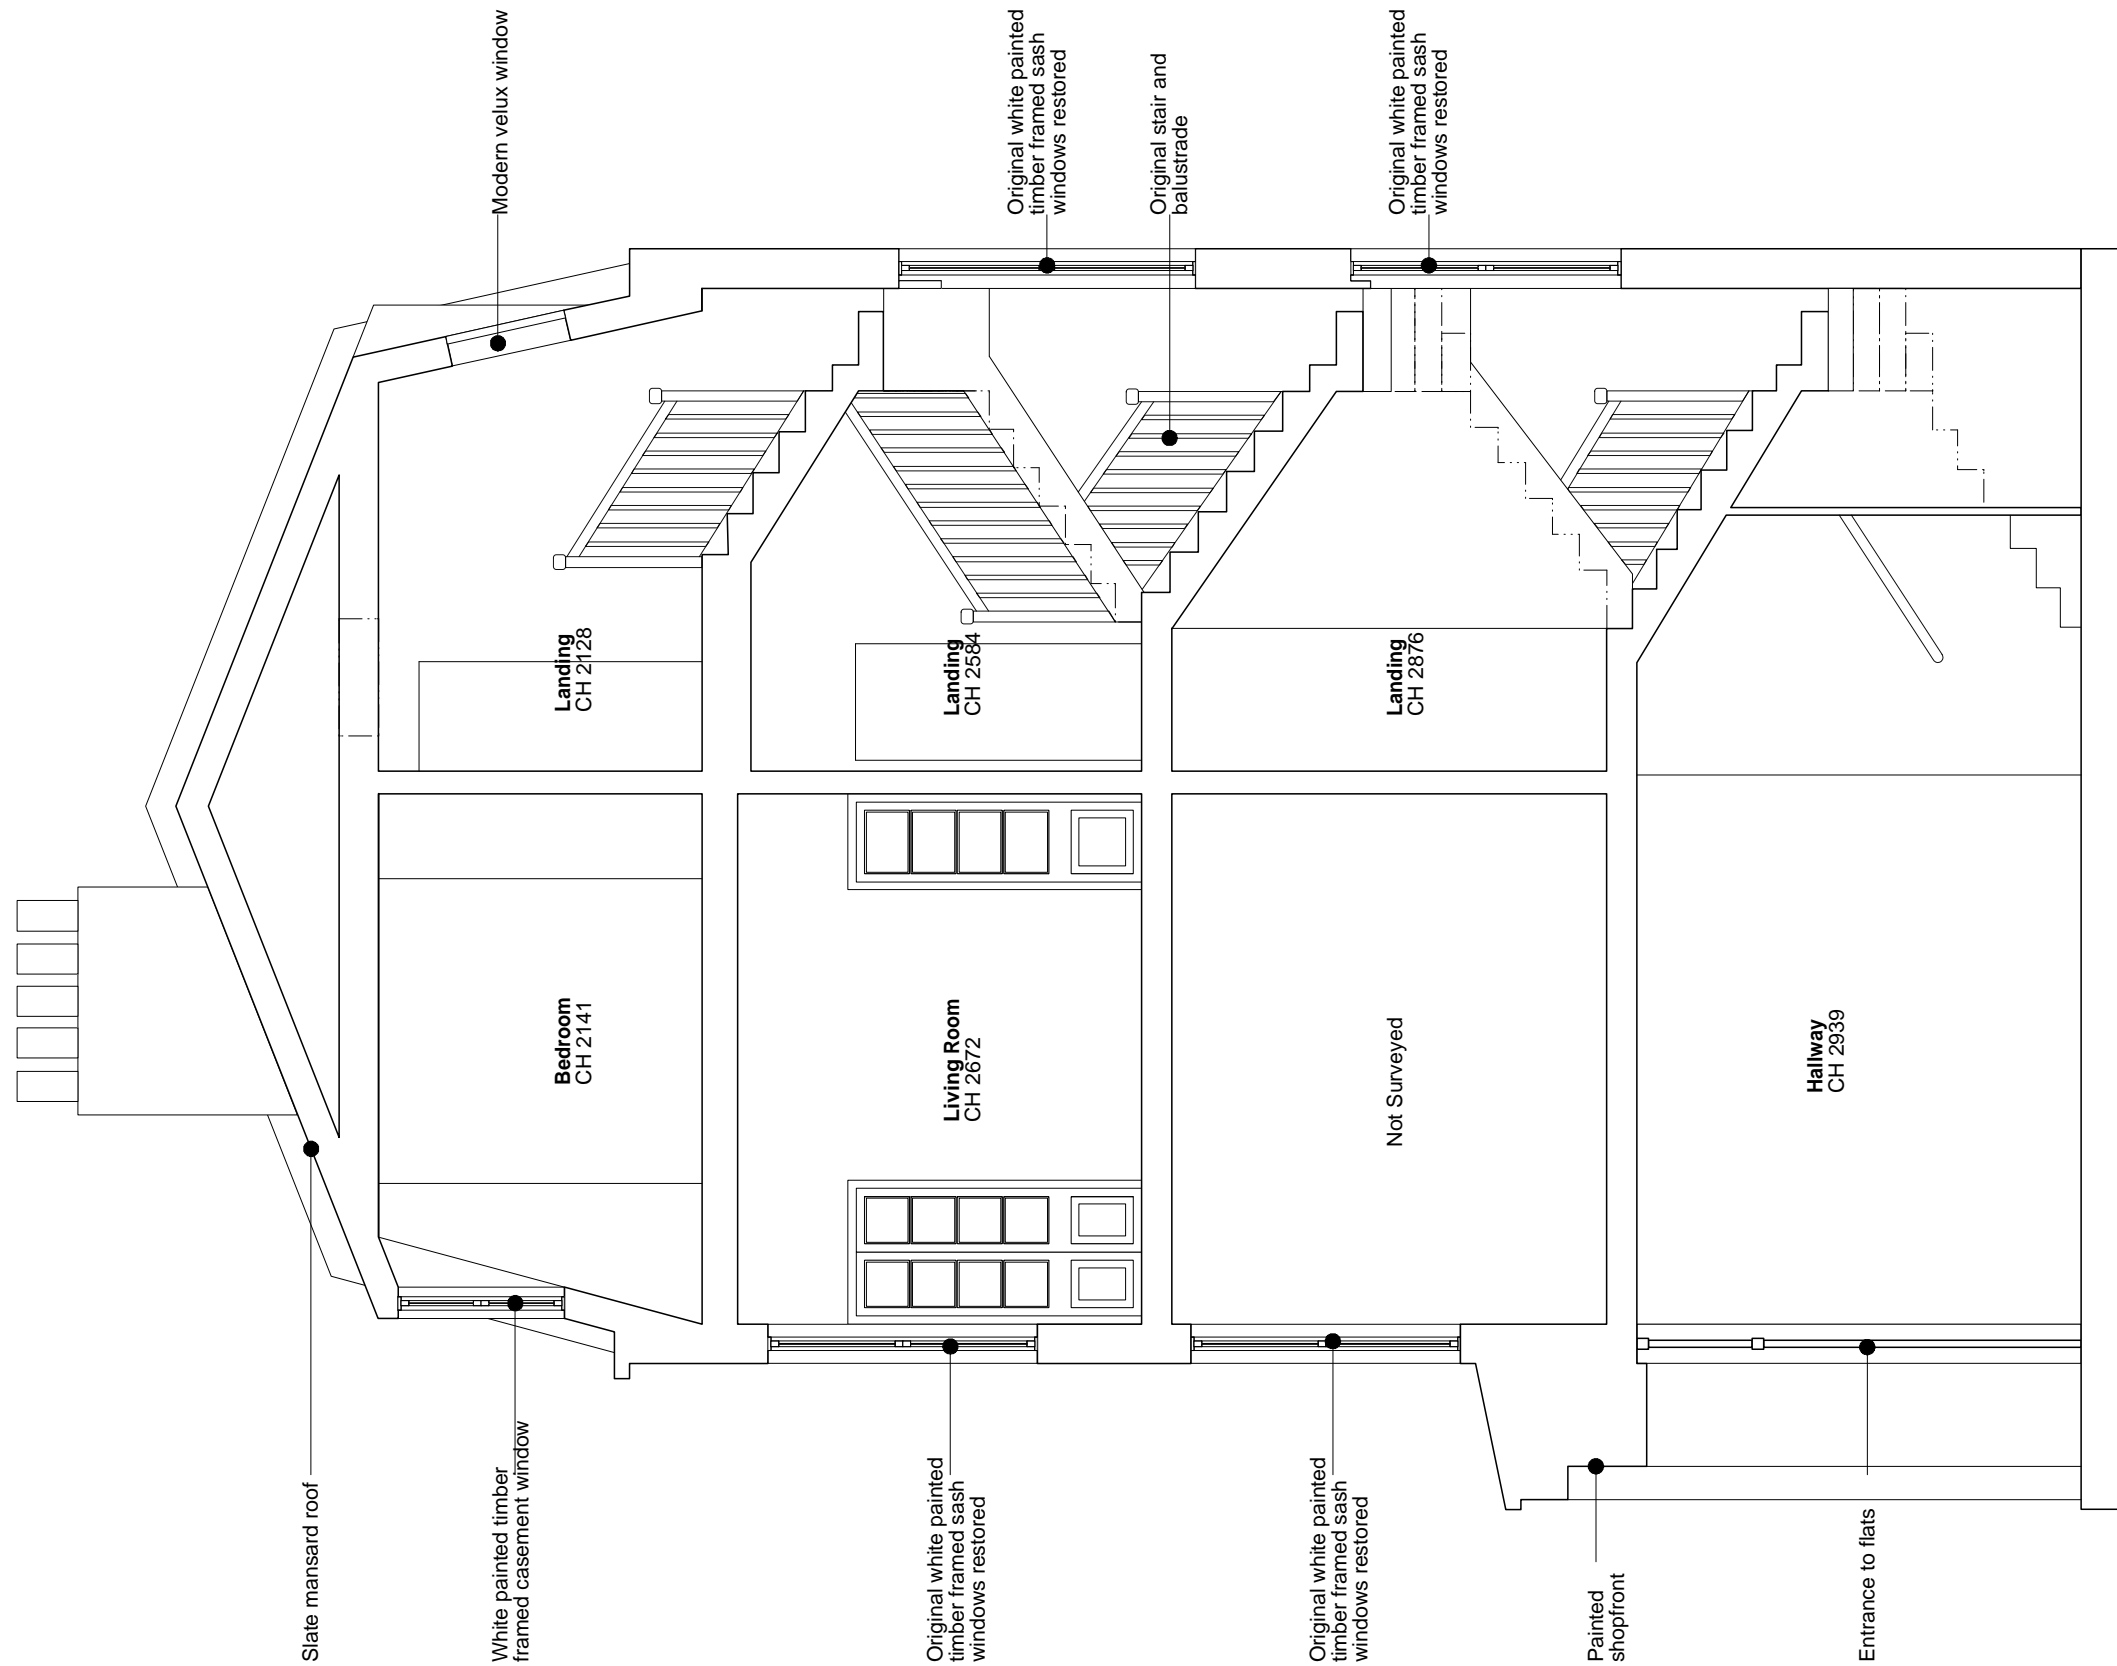 Slate mansard roof
White painted timber
framed casement window
Original white painted
timber framed sash
windows restored
Original white painted
timber framed sash
windows restored
Painted
shopfront
Entrance to flats
Bedroom
CH 2141
Living Room
CH 2672
Not Surveyed
Hallway
CH 2939
Landing
CH 2128
Landing
CH 2584
Landing
CH 2876
Modern velux window
Original white painted
timber framed sash
windows restored
Original stair and
balustrade
Original white painted
timber framed sash
windows restored